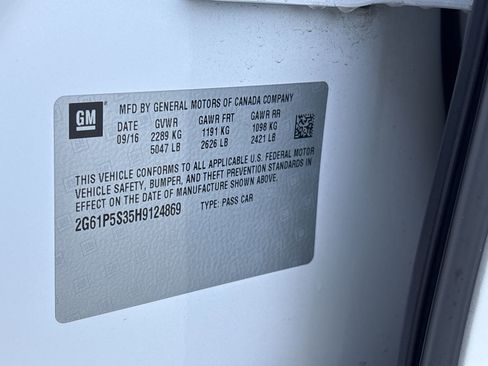 GM
MFD BY GENERAL MOTORS OF CANADA COMPANY
DATE GVWR GAWR FRT GAWR RR
09/16 2289 KG 1191 KG 1098 KG
5047 LB 2626 LB 2421 LB
THIS VEHICLE CONFORMS TO ALL APPLICABLE U.S. FEDERAL MOTOR
VEHICLE SAFETY, BUMPER, AND THEFT PREVENTION STANDARDS IN
EFFECT ON THE DATE OF MANUFACTURE SHOWN ABOVE.
2G61P5S35H9124869 TYPE: PASS CAR